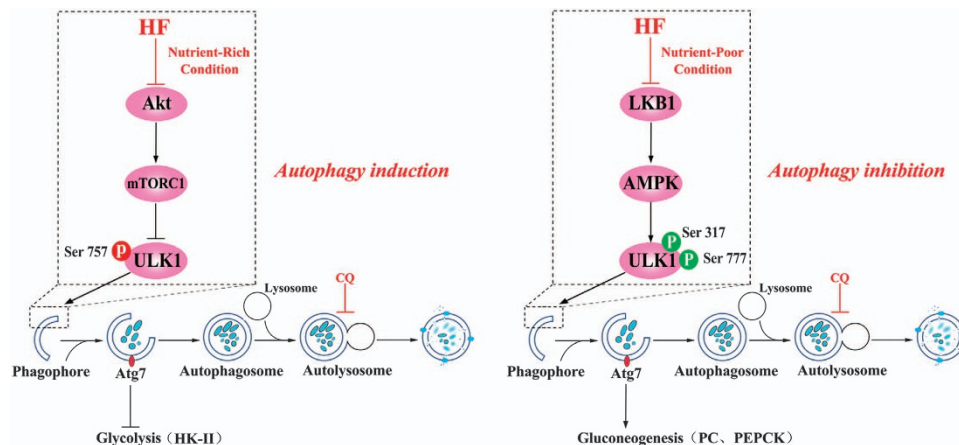 HF
Nutrient-Rich
Condition
Akt
mTORC1
Autophagy induction
Ser 757
P
ULK1
CQ
Lysosome
Phagophore
Atg7
Autophagosome
Autolysosome
Glycolysis（HK-II）
HF
Nutrient-Poor
Condition
LKB1
AMPK
Autophagy inhibition
P
Ser 317
ULK1
P
Ser 777
CQ
Lysosome
Phagophore
Atg7
Autophagosome
Autolysosome
Gluconeogenesis（PC、PEPCK）